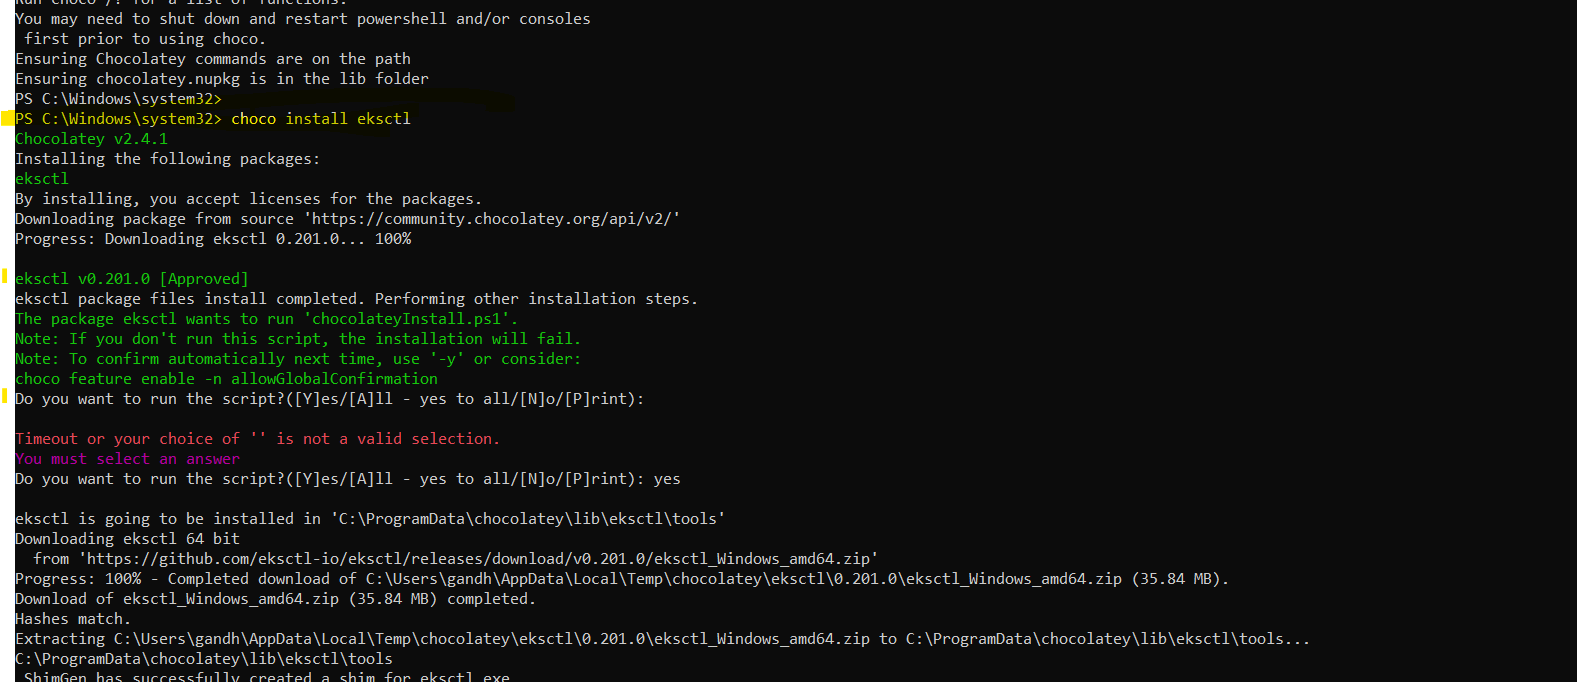 Run choco /? for a list of functions.
You may need to shut down and restart powershell and/or consoles
 first prior to using choco.
Ensuring Chocolatey commands are on the path
Ensuring chocolatey.nupkg is in the lib folder
PS C:\Windows\system32>
PS C:\Windows\system32> choco install eksctl
Chocolatey v2.4.1
Installing the following packages:
eksctl
By installing, you accept licenses for the packages.
Downloading package from source 'https://community.chocolatey.org/api/v2/'
Progress: Downloading eksctl 0.201.0... 100%

eksctl v0.201.0 [Approved]
eksctl package files install completed. Performing other installation steps.
The package eksctl wants to run 'chocolateyInstall.ps1'.
Note: If you don't run this script, the installation will fail.
Note: To confirm automatically next time, use '-y' or consider:
choco feature enable -n allowGlobalConfirmation
Do you want to run the script?([Y]es/[A]ll - yes to all/[N]o/[P]rint):

Timeout or your choice of '' is not a valid selection.
You must select an answer
Do you want to run the script?([Y]es/[A]ll - yes to all/[N]o/[P]rint): yes

eksctl is going to be installed in 'C:\ProgramData\chocolatey\lib\eksctl\tools'
Downloading eksctl 64 bit
  from 'https://github.com/eksctl-io/eksctl/releases/download/v0.201.0/eksctl_Windows_amd64.zip'
Progress: 100% - Completed download of C:\Users\gandh\AppData\Local\Temp\chocolatey\eksctl\0.201.0\eksctl_Windows_amd64.zip (35.84 MB).
Download of eksctl_Windows_amd64.zip (35.84 MB) completed.
Hashes match.
Extracting C:\Users\gandh\AppData\Local\Temp\chocolatey\eksctl\0.201.0\eksctl_Windows_amd64.zip to C:\ProgramData\chocolatey\lib\eksctl\tools...
C:\ProgramData\chocolatey\lib\eksctl\tools
 ShimGen has successfully created a shim for eksctl.exe